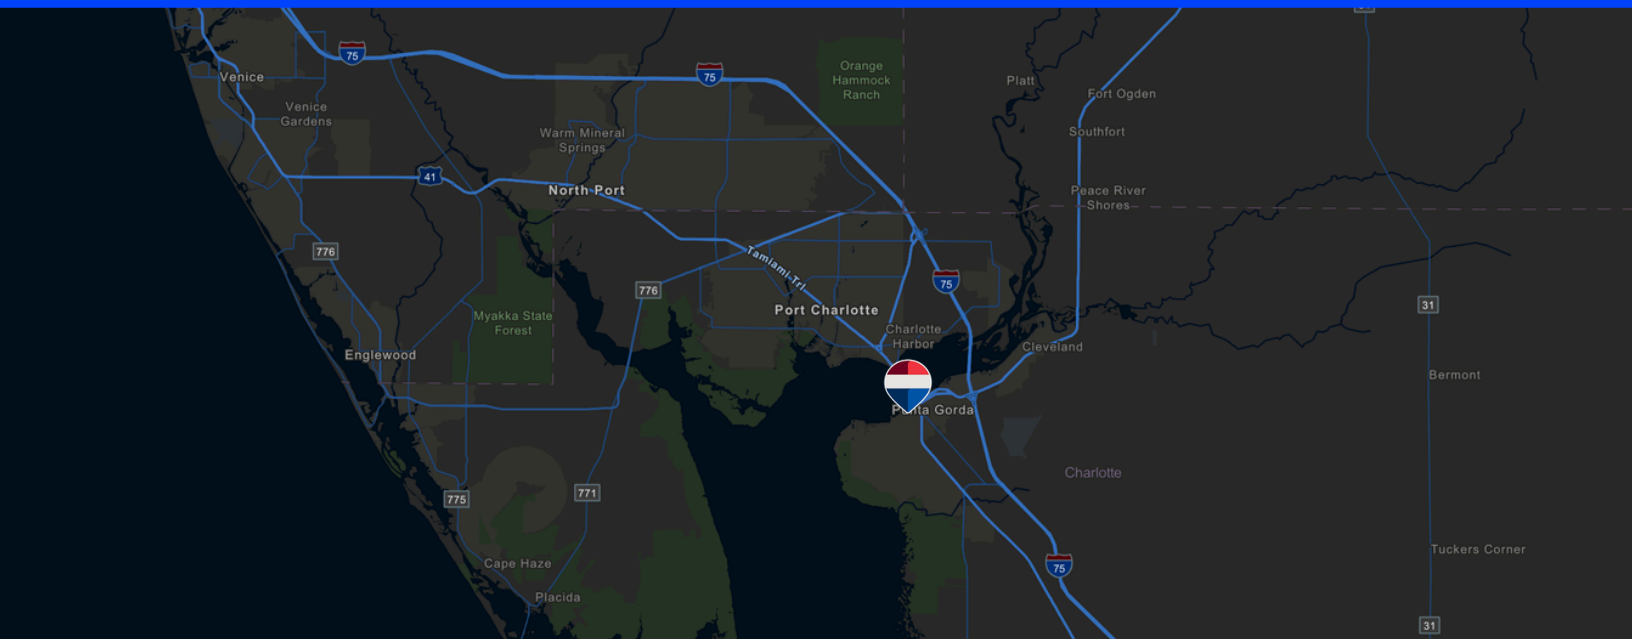 75
75
Venice
Orange
Hammock
Ranch
Platt
Fort Ogden
Venice
Gardens
Warm Mineral
Springs
Southfort
41
North Port
Peace River
Shores
776
Tamiami Trl
75
776
31
Port Charlotte
Myakka State
Forest
Charlotte
Harbor
Cleveland
Englewood
Bermont
Punta Gorda
Charlotte
775
771
Tuckers Corner
Cape Haze
75
Placida
31